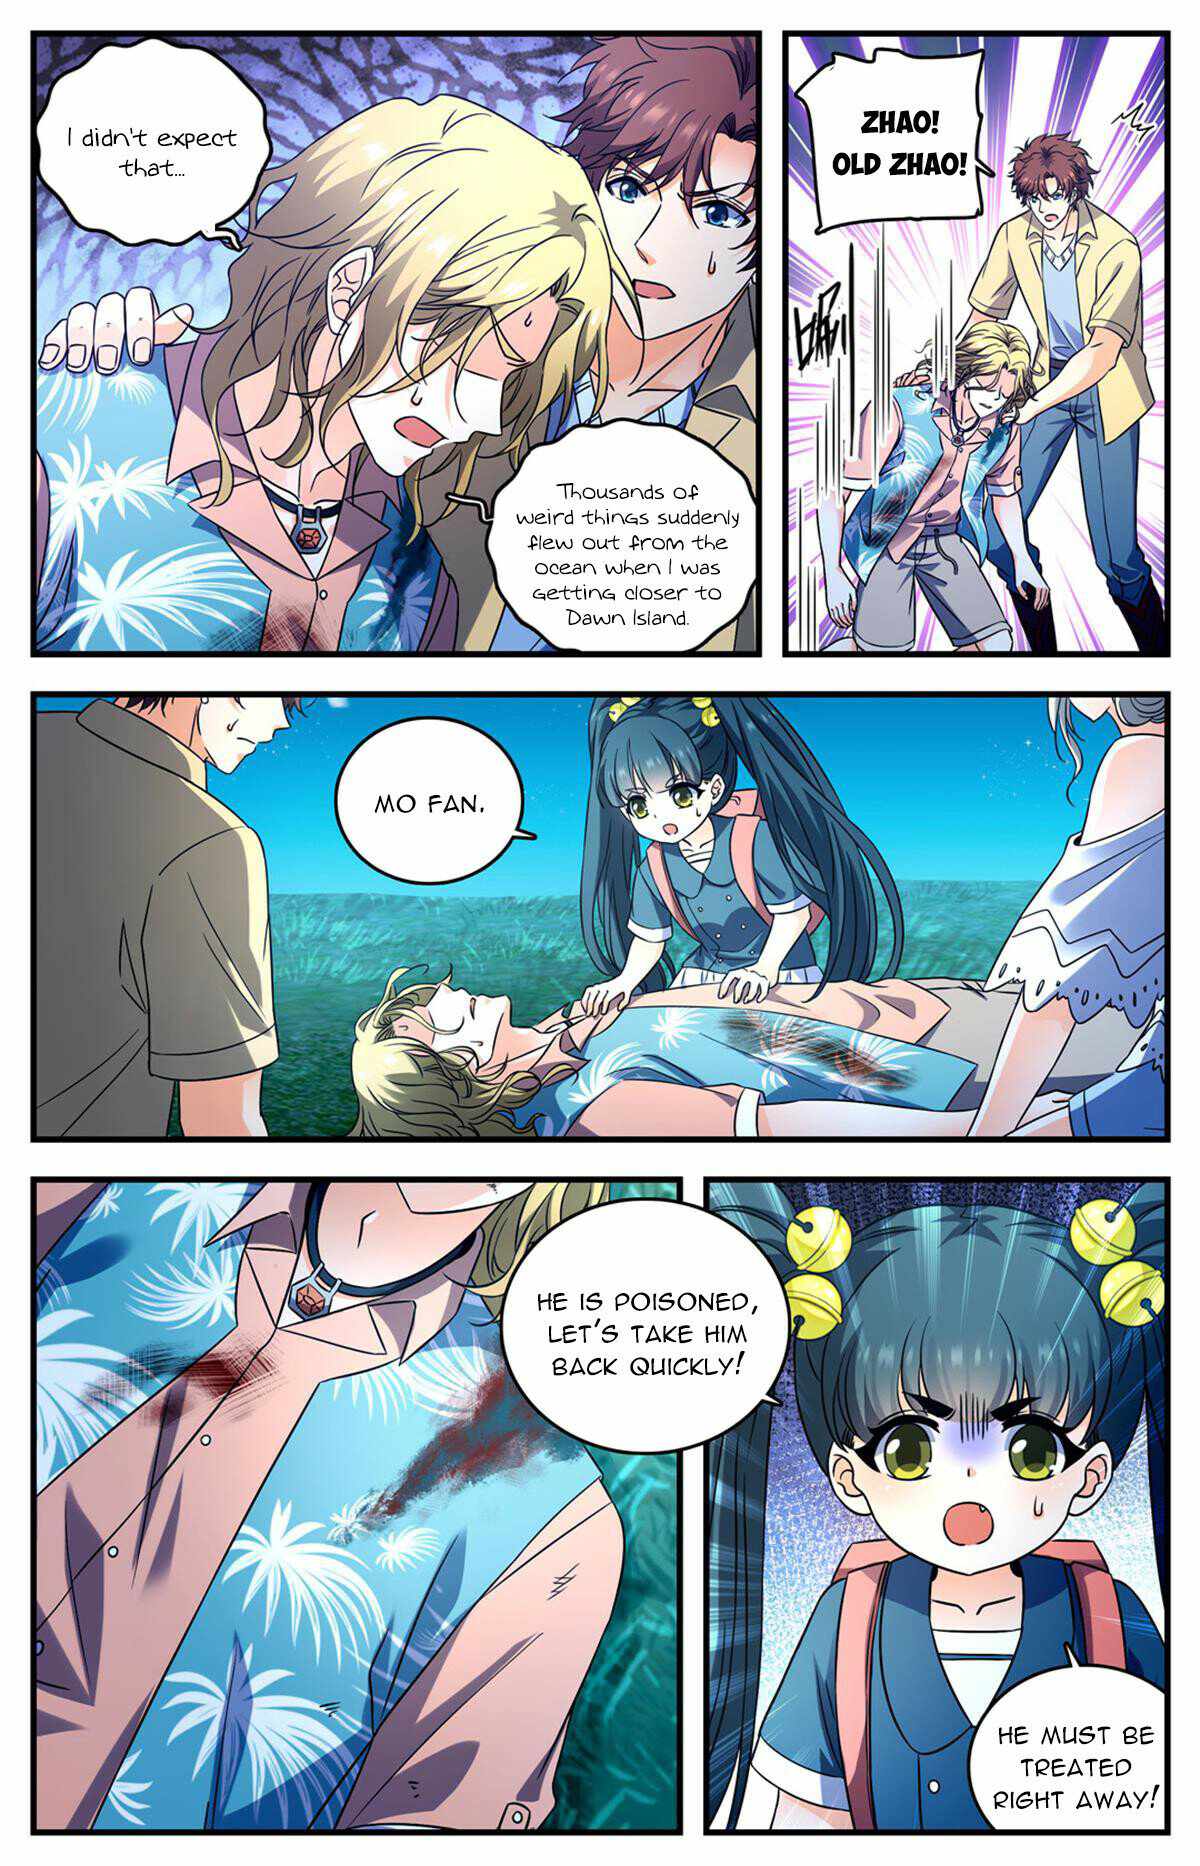 I didn't expect
that...
Thousands of
weird things suddenly
flew out from the
ocean when I was
getting closer to
Dawn Island.
ZHAO!
OLD ZHAO!
MO FAN.
HE IS POISONED,
LET'S TAKE HIM
BACK QUICKLY!
HE MUST BE
TREATED
RIGHT AWAY!